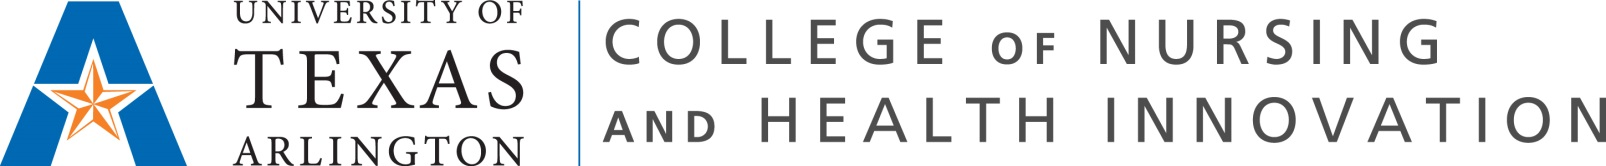 UNIVERSITY OF
TEXAS
ARLINGTON
COLLEGE OF NURSING
AND HEALTH INNOVATION